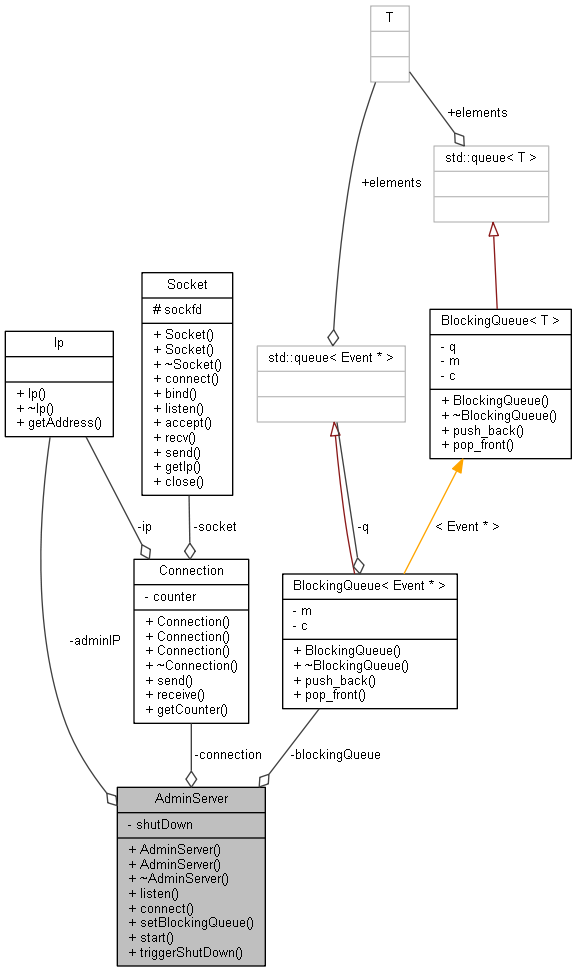 T
+elements
+elements
std::queue< T >
Socket
# sockfd
+ Socket()
+ Socket()
+ ~Socket()
+ connect()
+ bind()
+ listen()
+ accept()
+ recv()
+ send()
+ getIp()
+ close()
BlockingQueue< T >
- q
- m
- c
+ BlockingQueue()
+ ~BlockingQueue()
+ push_back()
+ pop_front()
Ip
+ Ip()
+ ~Ip()
+ getAddress()
std::queue< Event * >
-ip
-socket
-q
< Event * >
Connection
- counter
+ Connection()
+ Connection()
+ Connection()
+ ~Connection()
+ send()
+ receive()
+ getCounter()
BlockingQueue< Event * >
- m
- c
+ BlockingQueue()
+ ~BlockingQueue()
+ push_back()
+ pop_front()
-adminIP
-connection
-blockingQueue
AdminServer
- shutDown
+ AdminServer()
+ AdminServer()
+ ~AdminServer()
+ listen()
+ connect()
+ setBlockingQueue()
+ start()
+ triggerShutDown()